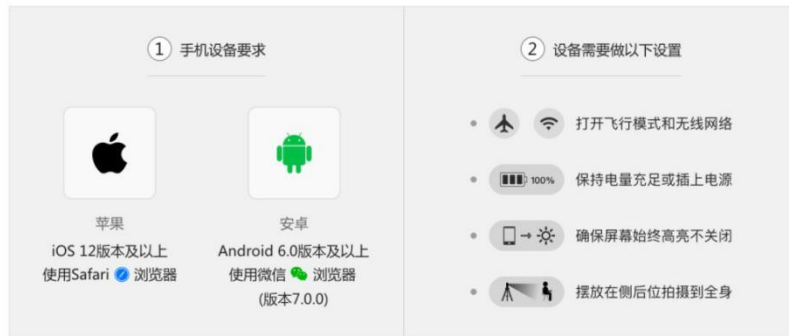 1 手机设备要求
苹果
iOS 12版本及以上
使用Safari 浏览器
安卓
Android 6.0版本及以上
使用微信 浏览器
(版本7.0.0)
2 设备需要做以下设置
打开飞行模式和无线网络
100% 保持电量充足或插上电源
确保屏幕始终高亮不关闭
摆放在侧后位拍摄到全身